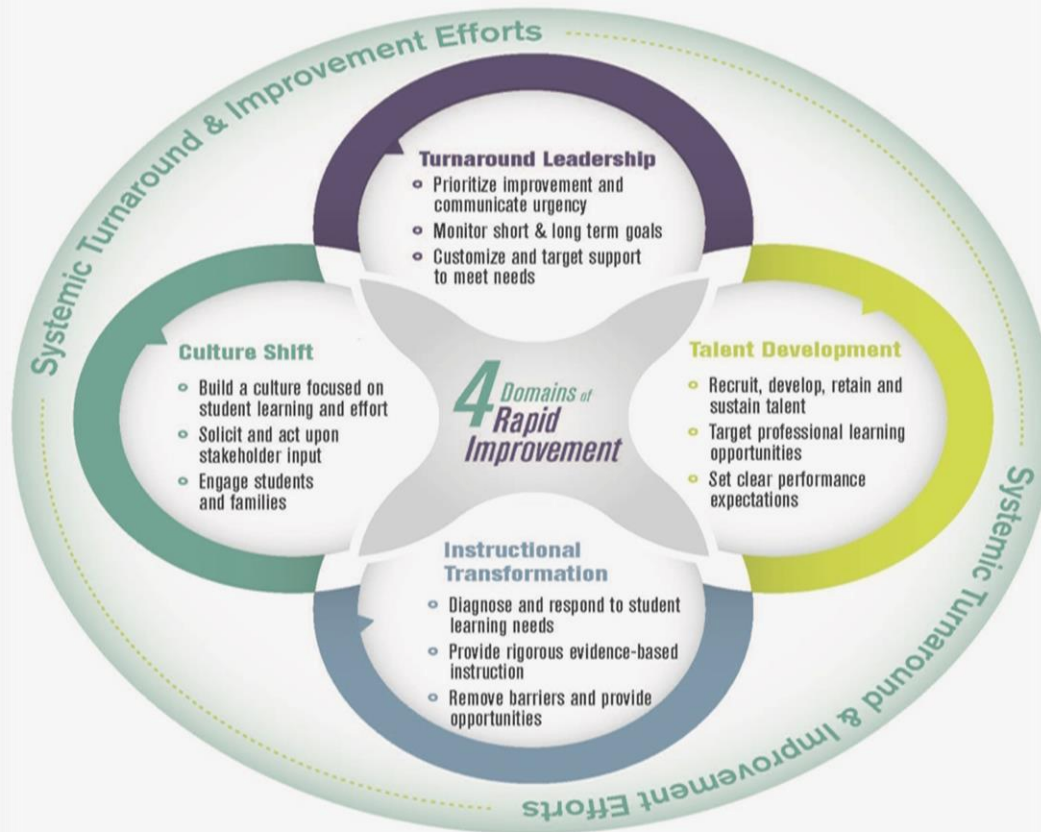 Systemic Turnaround & Improvement Efforts
Turnaround Leadership
Prioritize improvement and
communicate urgency
Monitor short & long term goals
Customize and target support
to meet needs
Culture Shift
Build a culture focused on
student learning and effort
Solicit and act upon
stakeholder input
Engage students
and families
4 Domains of
Rapid
Improvement
Talent Development
Recruit, develop, retain and
sustain talent
Target professional learning
opportunities
Set clear performance
expectations
Instructional
Transformation
Diagnose and respond to student
learning needs
Provide rigorous evidence-based
instruction
Remove barriers and provide
opportunities
Systemic Turnaround & Improvement Efforts